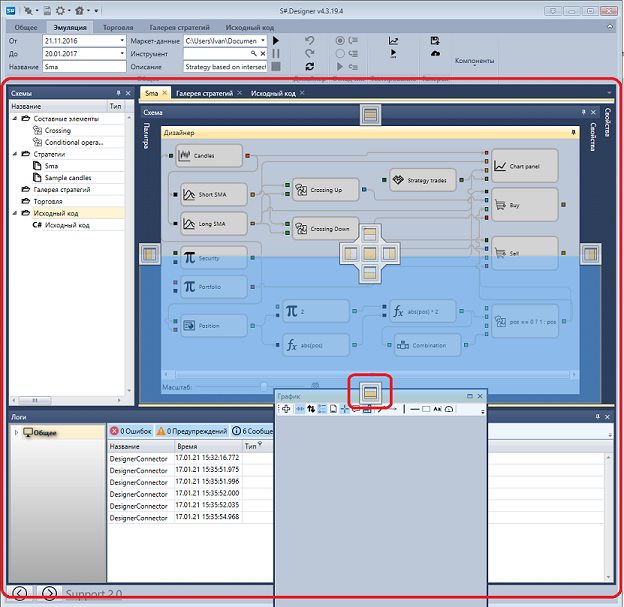 S#.Designer v4.3.19.4
Общее Эмуляция Торговля Галерея стратегий Исходный код
От 21.11.2016 Маркет-данные C:\Users\Ivan\Documen
До 20.01.2017 Инструмент
Название Sma Описание Strategy based on intersect
Компоненты
Общее
Схемы
Название Тип
Составные элементы
Crossing
Conditional opera...
Стратегии
Sma
Sample candles
Галерея стратегий
Торговля
Исходный код
C# Исходный код
Sma Галерея стратегий Исходный код
Палитра
Схема
Дизайнер
Свойства
Свойства
Candles
Strategy trades
Chart panel
Short SMA
Crossing Up
Buy
Long SMA
Crossing Down
Sell
Security
Portfolio
Position
2
abs(pos) * 2
pos == 0 ? 1 : pos
abs(pos)
Combination
Масштаб:
График
Логи
Общее
0 Ошибок 0 Предупреждений 6 Сообще
Название Время Тип
DesignerConnector 17.01.21 15:32:16.772
DesignerConnector 17.01.21 15:35:51.975
DesignerConnector 17.01.21 15:35:51.996
DesignerConnector 17.01.21 15:35:52.000
DesignerConnector 17.01.21 15:35:52.035
DesignerConnector 17.01.21 15:35:54.968
Support 2.0